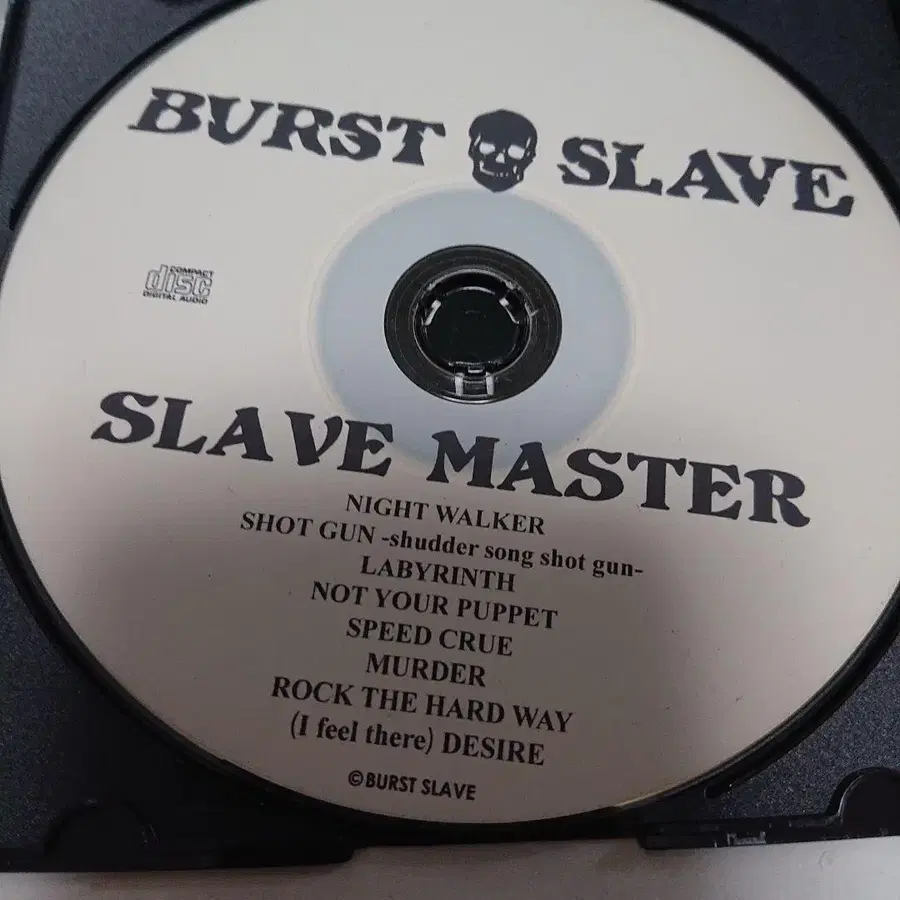 BURST SLAVE
COMPACT
disc
DIGITAL AUDIO
SLAVE MASTER
NIGHT WALKER
SHOT GUN -shudder song shot gun-
LABYRINTH
NOT YOUR PUPPET
SPEED CRUE
MURDER
ROCK THE HARD WAY
(I feel there) DESIRE
©BURST SLAVE